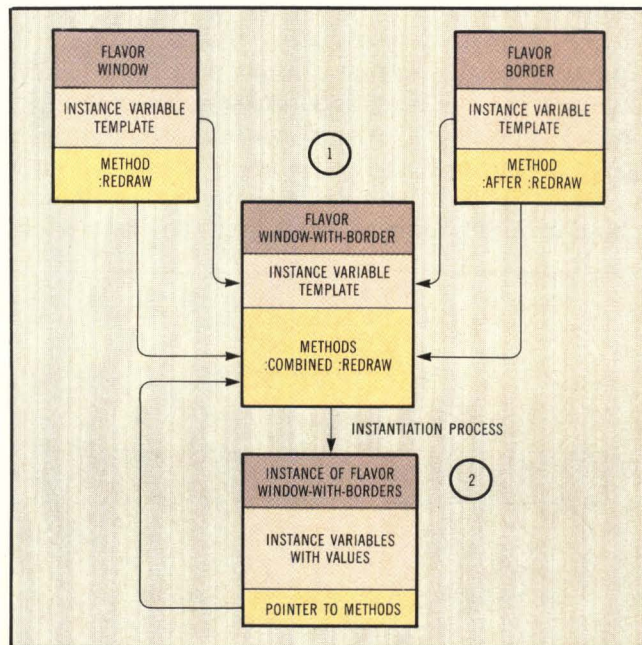 FLAVOR
WINDOW
INSTANCE VARIABLE
TEMPLATE
METHOD
:REDRAW
FLAVOR
BORDER
INSTANCE VARIABLE
TEMPLATE
METHOD
:AFTER :REDRAW
1
FLAVOR
WINDOW-WITH-BORDER
INSTANCE VARIABLE
TEMPLATE
METHODS
:COMBINED :REDRAW
INSTANTIATION PROCESS
INSTANCE OF FLAVOR
WINDOW-WITH-BORDERS
2
INSTANCE VARIABLES
WITH VALUES
POINTER TO METHODS